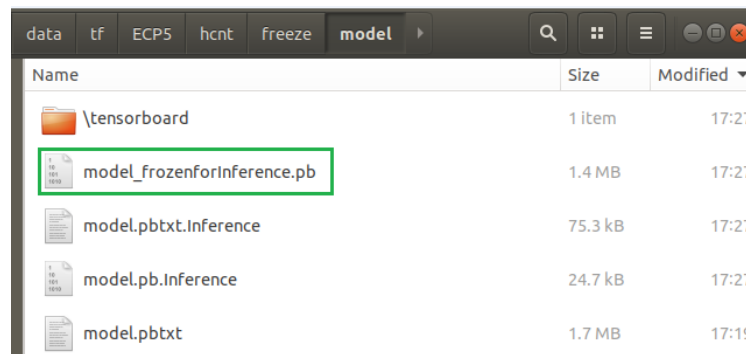 data tf ECP5 hcnt freeze model
Name Size Modified
\tensorboard 1 item 17:27
model_frozenforInference.pb 1.4 MB 17:27
model.pbtxt.Inference 75.3 kB 17:27
model.pb.Inference 24.7 kB 17:27
model.pbtxt 1.7 MB 17:19